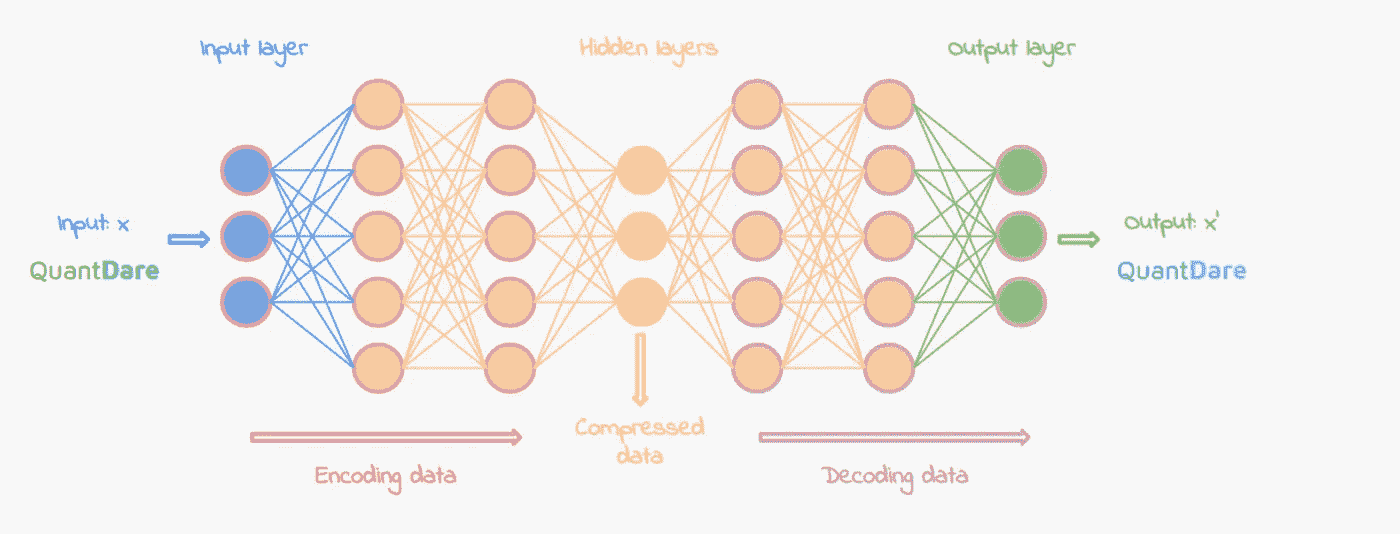 Input layer
Hidden layers
Output layer
Input: x
QuantDare
Output: x'
QuantDare
Compressed
data
Encoding data
Decoding data